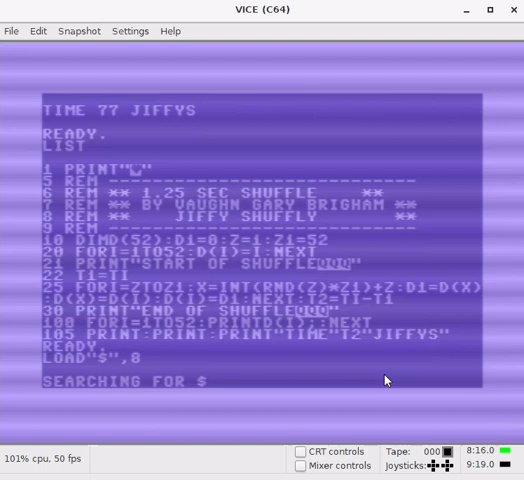 VICE (C64)
File Edit Snapshot Settings Help
TIME 77 JIFFYS
READY.
LIST
1 PRINT""
5 REM ----------------------------
6 REM ** 1.25 SEC SHUFFLE    **
7 REM ** BY VAUGHN GARY BRIGHAM **
8 REM **    JIFFY SHUFFLY       **
9 REM ----------------------------
10 DIMD(52):D1=0:Z=1:Z1=52
20 FORI=1TO52:D(I)=I:NEXT
21 PRINT"START OF SHUFFLEQQQ"
22 T1=TI
25 FORI=ZTOZ1:X=INT(RND(Z)*Z1)+Z:D1=D(X)
:D(X)=D(I):D(I)=D1:NEXT:T2=TI-T1
30 PRINT"END OF SHUFFLEQQQ"
100 FORI=1TO52:PRINTD(I);:NEXT
105 PRINT:PRINT:PRINT"TIME"T2"JIFFYS"
READY.
LOAD"$",8
SEARCHING FOR $
101% cpu, 50 fps
CRT controls
Mixer controls
Tape: 000
Joysticks:
8:16.0
9:19.0